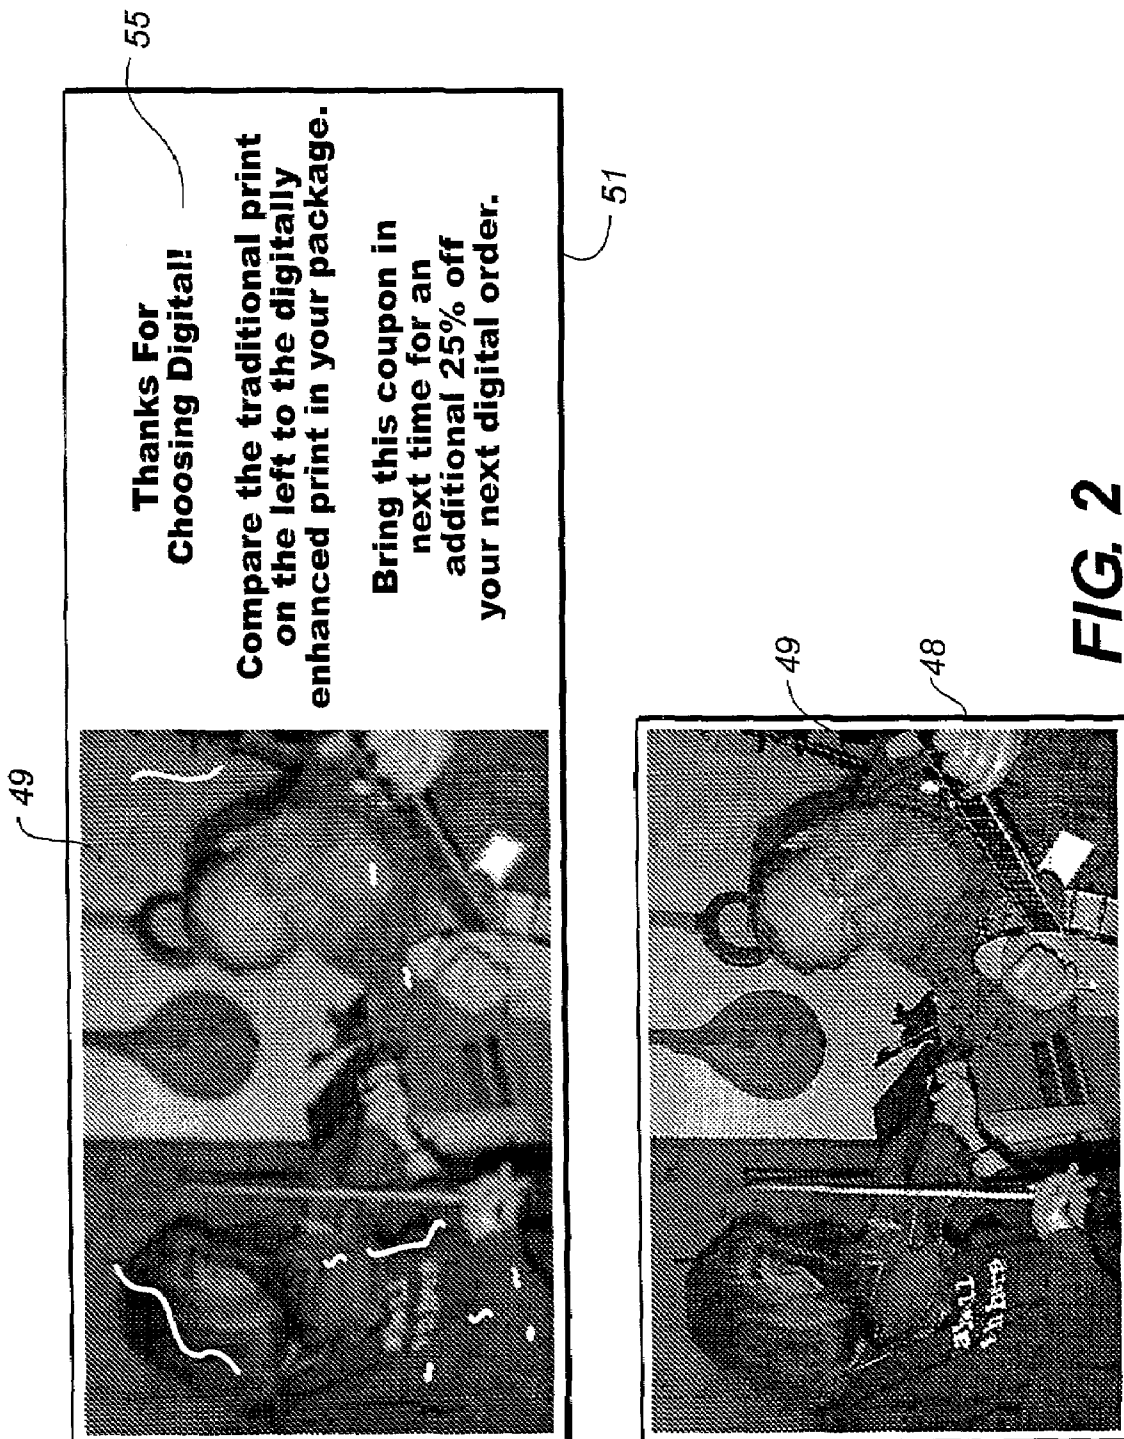 49
55
Thanks For
Choosing Digital!
Compare the traditional print
on the left to the digitally
enhanced print in your package.
Bring this coupon in
next time for an
additional 25% off
your next digital order.
51
49
48
FIG. 2